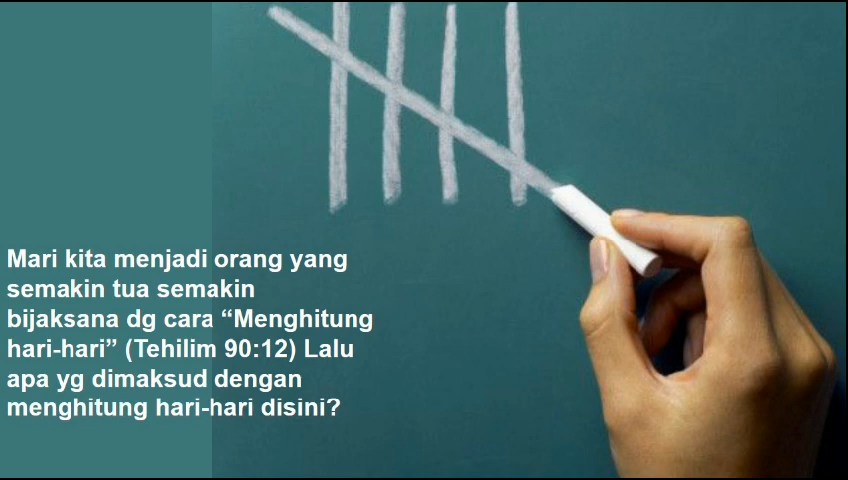 Mari kita menjadi orang yang
semakin tua semakin
bijaksana dg cara “Menghitung
hari-hari” (Tehilim 90:12) Lalu
apa yg dimaksud dengan
menghitung hari-hari disini?